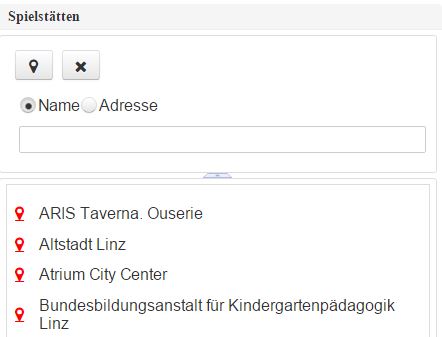 Spielstätten
Name Adresse
ARIS Taverna. Ouserie
Altstadt Linz
Atrium City Center
Bundesbildungsanstalt für Kindergartenpädagogik
Linz